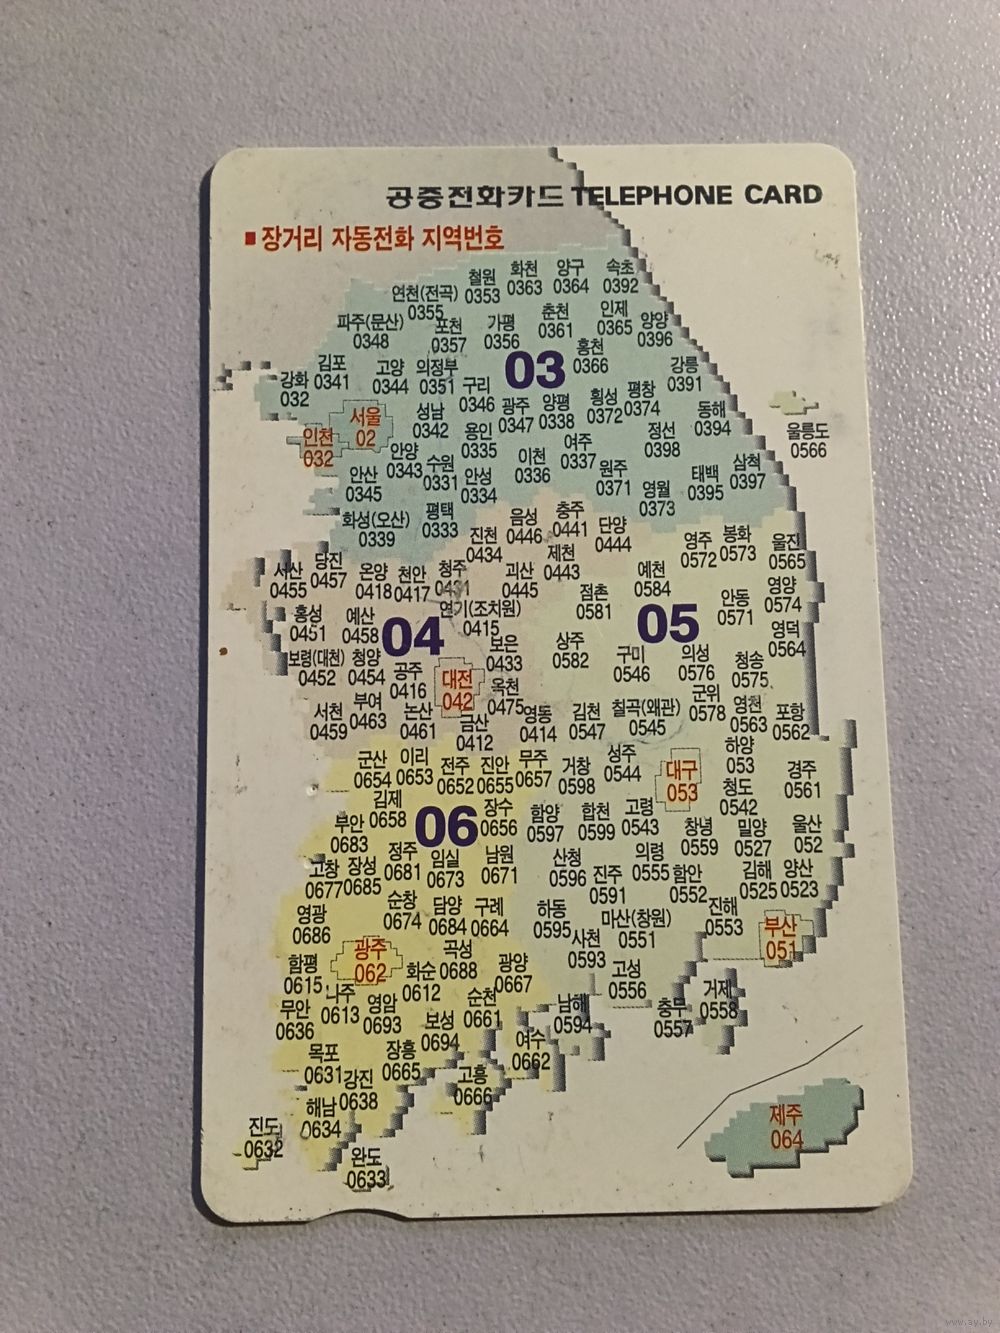 공중전화카드 TELEPHONE CARD
■ 장거리 자동전화 지역번호
철원 0353
화천 0363
양구 0364
속초 0392
연천(전곡) 0355
파주(문산) 0348
포천 0357
가평 0356
춘천 0361
인제 0365
양양 0396
홍천 0366
03
김포 0341
강화 032
고양 0344
의정부 0351
구리 0346
강릉 0391
서울 02
인천 032
성남 0342
광주 0347
양평 0338
횡성 0372
평창 0374
동해 0394
울릉도 0566
용인 0335
정선 0398
안양 0343
수원 0331
이천 0336
여주 0337
원주 0371
태백 0395
삼척 0397
안산 0345
안성 0334
영월 0373
화성(오산) 0339
평택 0333
음성 0446
충주 0441
단양 0444
진천 0434
제천 0443
영주 0572
봉화 0573
울진 0565
서산 0455
당진 0457
온양 0418
천안 0417
청주 0431
괴산 0445
예천 0584
영양 0574
점촌 0581
안동 0571
홍성 0451
예산 0458
04
연기(조치원) 0415
05
영덕 0564
보령(대천) 0452
청양 0454
공주 0416
대전 042
보은 0433
상주 0582
구미 0546
의성 0576
청송 0575
옥천 0475
서천 0459
부여 0463
논산 0461
금산 0412
영동 0414
김천 0547
칠곡(왜관) 0545
군위 0578
영천 0563
포항 0562
군산 0654
이리 0653
전주 0652
진안 0655
무주 0657
거창 0598
성주 0544
대구 053
하양 053
경주 0561
청도 0542
김제 0658
06
장수 0656
함양 0597
합천 0599
고령 0543
창녕 0559
밀양 0527
울산 052
부안 0683
정주 0681
임실 0673
남원 0671
산청 0596
의령 0555
고창 0677
장성 0685
진주 0591
함안 0552
김해 0525
양산 0523
영광 0686
순창 0674
담양 0684
구례 0664
하동 0595
마산(창원) 0551
진해 0553
부산 051
광주 062
사천 0593
함평 0615
화순 0612
곡성 0688
광양 0667
고성 0556
거제 0558
나주 0613
무안 0636
영암 0693
순천 0661
남해 0594
충무 0557
보성 0694
여수 0662
목포 0631
장흥 0665
강진 0638
고흥 0666
해남 0634
진도 0632
완도 0633
제주 064
www.ay.by